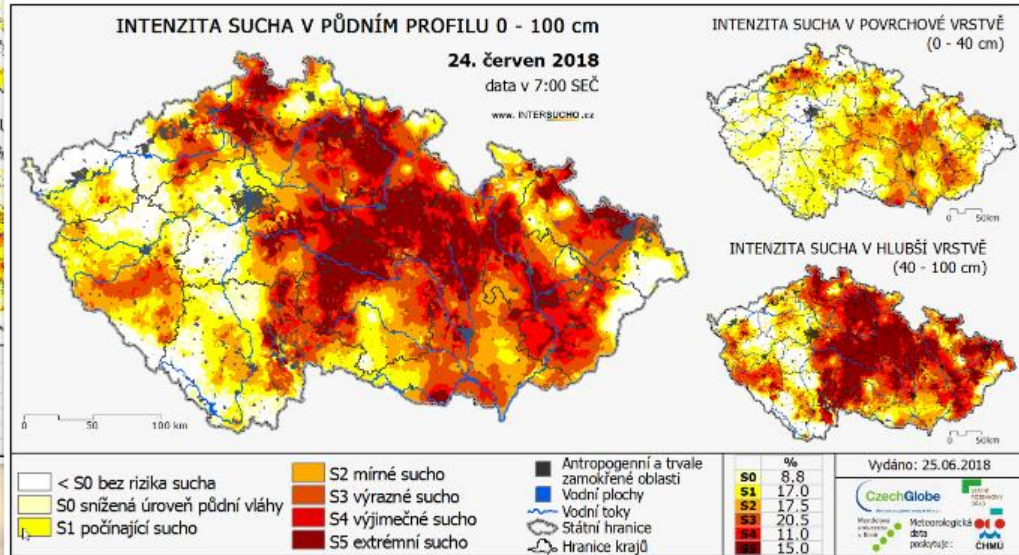 INTENZITA SUCHA V PŮDNÍM PROFILU 0 - 100 cm
24. červen 2018
data v 7:00 SEČ
www. INTERSUCHO .cz
INTENZITA SUCHA V POVRCHOVÉ VRSTVĚ
(0 - 40 cm)
0 50km
INTENZITA SUCHA V HLUBŠÍ VRSTVĚ
(40 - 100 cm)
0 50km
0 50 100 km
< S0 bez rizika sucha
S0 snížená úroveň půdní vláhy
S1 počínající sucho
S2 mírné sucho
S3 výrazné sucho
S4 výjimečné sucho
S5 extrémní sucho
Antropogenní a trvale
zamokřené oblasti
Vodní plochy
Vodní toky
Státní hranice
Hranice krajů
%
S0 8.8
S1 17.0
S2 17.5
S3 20.5
S4 11.0
S5 15.0
Vydáno: 25.06.2018
CzechGlobe
Mendelova
univerzita
v Brně
Meteorologická
data
poskytuje :
ČHMÚ